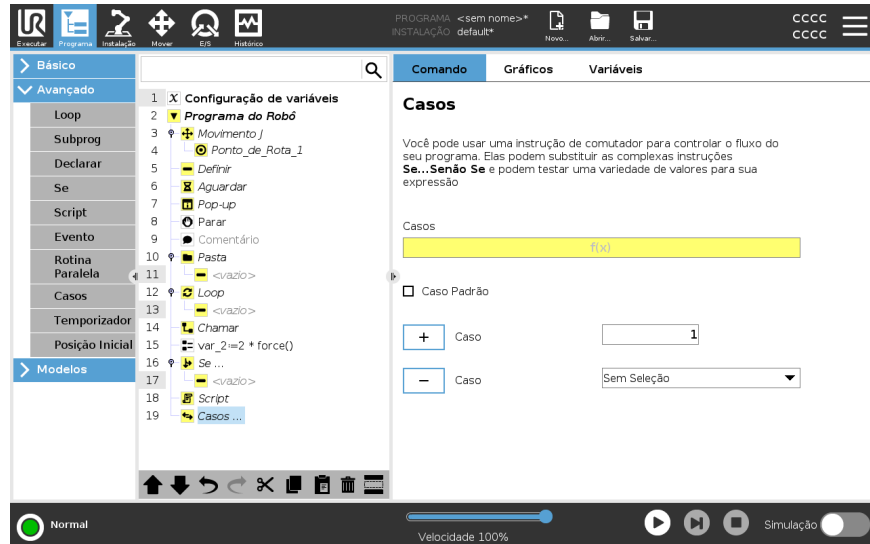 PROGRAMA <sem nome>*
INSTALAÇÃO default*
UR
Executar
Programa
Instalação
Mover
E/S
Histórico
Novo...
Abrir...
Salvar...
cccc
cccc
Básico
Avançado
Loop
Subprog
Declarar
Se
Script
Evento
Rotina
Paralela
Casos
Temporizador
Posição Inicial
Modelos
1 X Configuração de variáveis
2 Programa do Robô
3 Movimento J
4 Ponto_de_Rota_1
5 Definir
6 Aguardar
7 Pop-up
8 Parar
9 Comentário
10 Pasta
11 <vazio>
12 Loop
13 <vazio>
14 Chamar
15 var_2≔2 * force()
16 Se ...
17 <vazio>
18 Script
19 Casos ...
Comando Gráficos Variáveis
Casos
Você pode usar uma instrução de comutador para controlar o fluxo do
seu programa. Elas podem substituir as complexas instruções
Se...Senão Se e podem testar uma variedade de valores para sua
expressão
Casos
f(x)
Caso Padrão
+ Caso 1
− Caso Sem Seleção
Normal
Velocidade 100%
Simulação